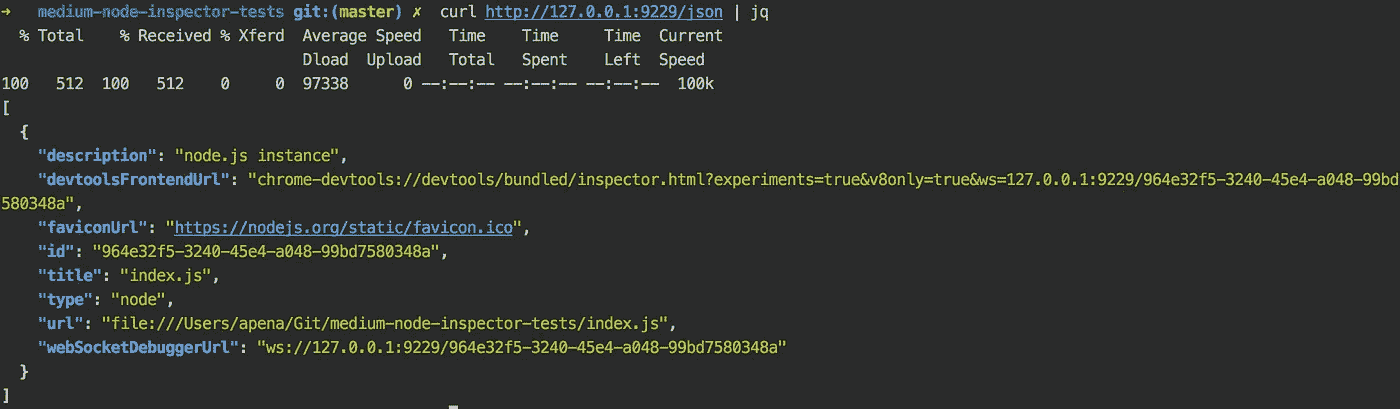 ➜   medium-node-inspector-tests git:(master) ✗  curl http://127.0.0.1:9229/json | jq
  % Total    % Received % Xferd  Average Speed   Time    Time     Time  Current
                                 Dload  Upload   Total   Spent    Left  Speed
100   512  100   512    0     0  97338      0 --:--:-- --:--:-- --:--:--  100k
[
  {
    "description": "node.js instance",
    "devtoolsFrontendUrl": "chrome-devtools://devtools/bundled/inspector.html?experiments=true&v8only=true&ws=127.0.0.1:9229/964e32f5-3240-45e4-a048-99bd
580348a",
    "faviconUrl": "https://nodejs.org/static/favicon.ico",
    "id": "964e32f5-3240-45e4-a048-99bd7580348a",
    "title": "index.js",
    "type": "node",
    "url": "file:///Users/apena/Git/medium-node-inspector-tests/index.js",
    "webSocketDebuggerUrl": "ws://127.0.0.1:9229/964e32f5-3240-45e4-a048-99bd7580348a"
  }
]